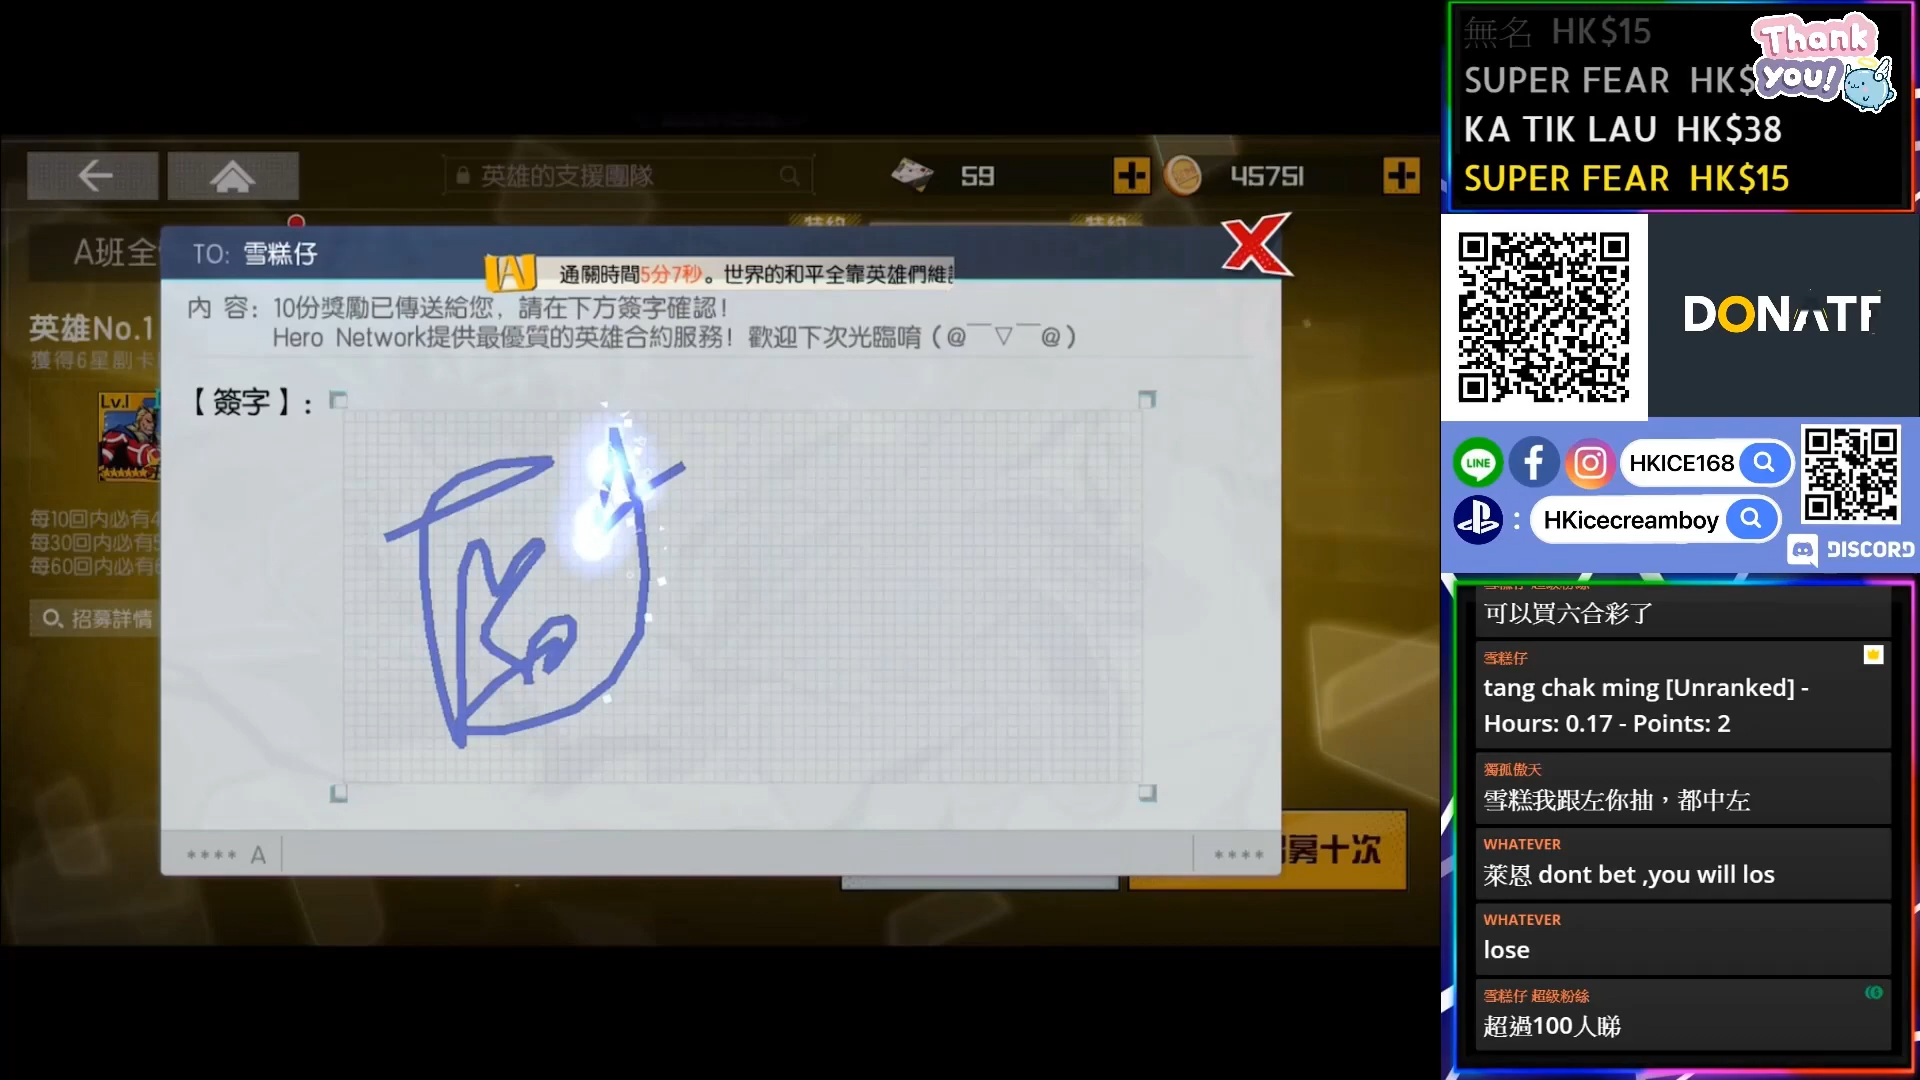 無名 HK$15
SUPER FEAR HK$
KA TIK LAU HK$38
SUPER FEAR HK$15
Thank you!
英雄的支援團隊
59
45751
特約
特約
A班全
TO: 雪糕仔
通關時間5分7秒。世界的和平全靠英雄們維
內 容: 10份獎勵已傳送給您, 請在下方簽字確認!
Hero Network提供最優質的英雄合約服務! 歡迎下次光臨唷 (@￣▽￣@)
英雄No.1
獲得6星副卡
Lv.1
【簽字】:
每10回內必有4
每30回內必有5
每60回內必有6
招募詳情
**** A
****
募十次
DONATE
LINE
HKICE168
: HKicecreamboy
DISCORD
可以買六合彩了
雪糕仔
tang chak ming [Unranked] -
Hours: 0.17 - Points: 2
獨孤傲天
雪糕我跟左你抽，都中左
WHATEVER
萊恩 dont bet ,you will los
WHATEVER
lose
雪糕仔 超級粉絲
超過100人睇